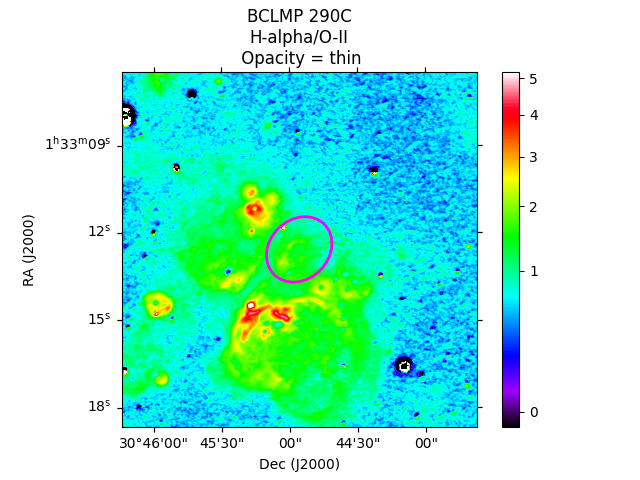 BCLMP 290C
H-alpha/O-II
Opacity = thin
1ʰ33ᵐ09ˢ
12ˢ
15ˢ
18ˢ
RA (J2000)
30°46'00" 45'30" 00" 44'30" 00"
Dec (J2000)
5
4
3
2
1
0